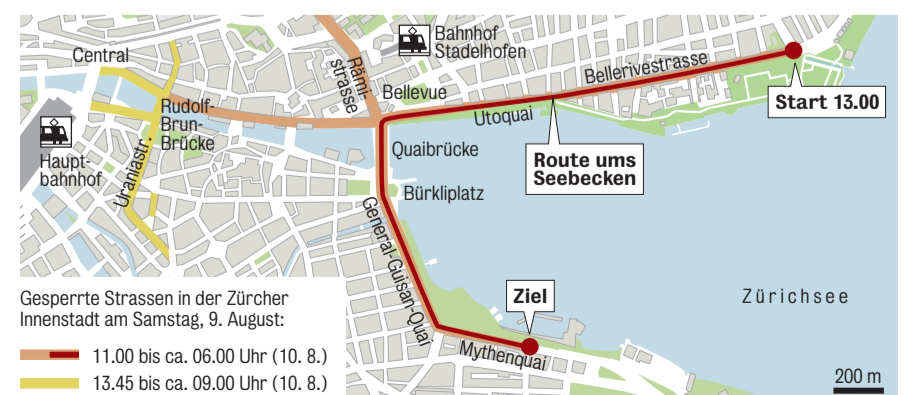 Central
Bahnhof
Stadelhofen
Rämi-
strasse
Bellevue
Bellerivestrasse
Start 13.00
Utoquai
Rudolf-
Brun-
Brücke
Haupt-
bahnhof
Uraniastr.
Quaibrücke
Route ums
Seebecken
Bürkliplatz
General-Guisan-Quai
Ziel
Zürichsee
Mythenquai
Gesperrte Strassen in der Zürcher
Innenstadt am Samstag, 9. August:
11.00 bis ca. 06.00 Uhr (10. 8.)
13.45 bis ca. 09.00 Uhr (10. 8.)
200 m